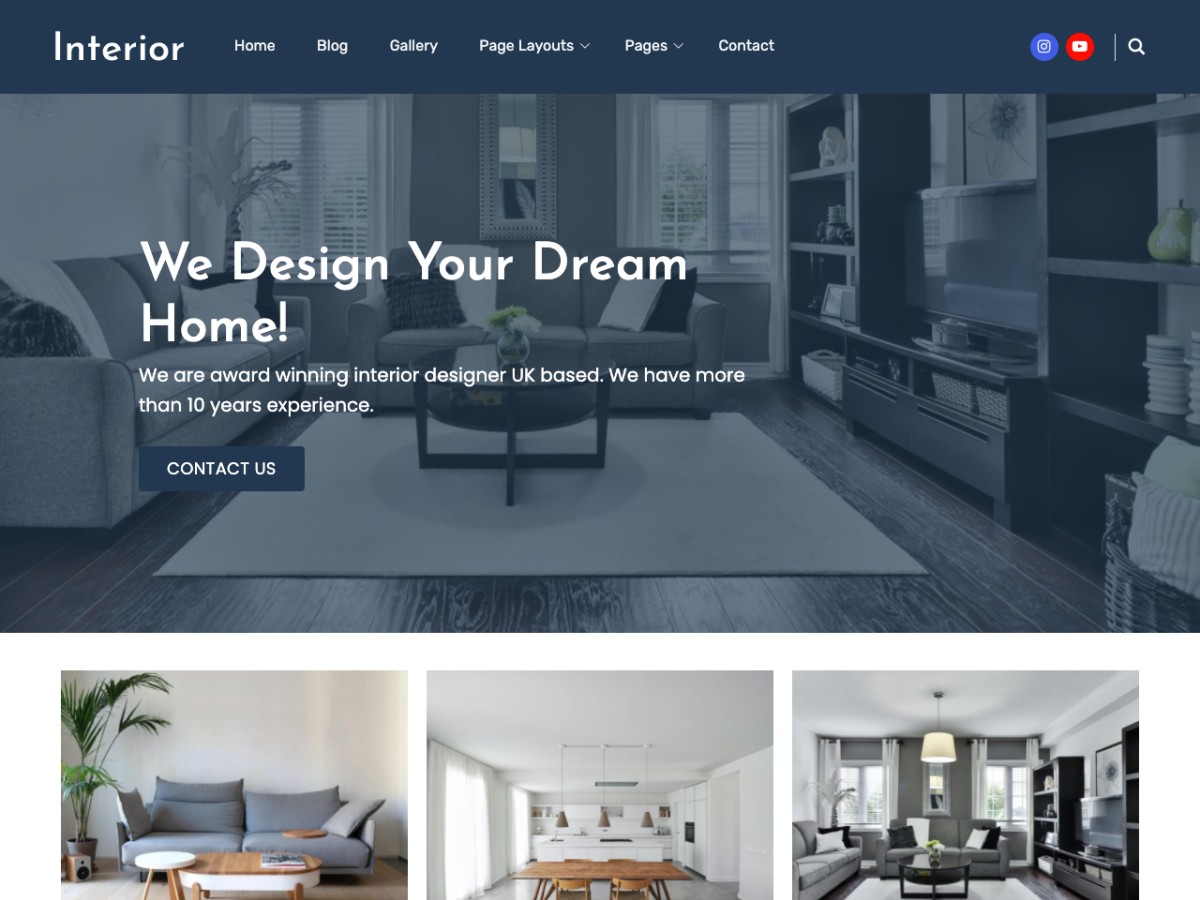 Interior
Home Blog Gallery Page Layouts Pages Contact
We Design Your Dream
Home!
We are award winning interior designer UK based. We have more
than 10 years experience.
CONTACT US